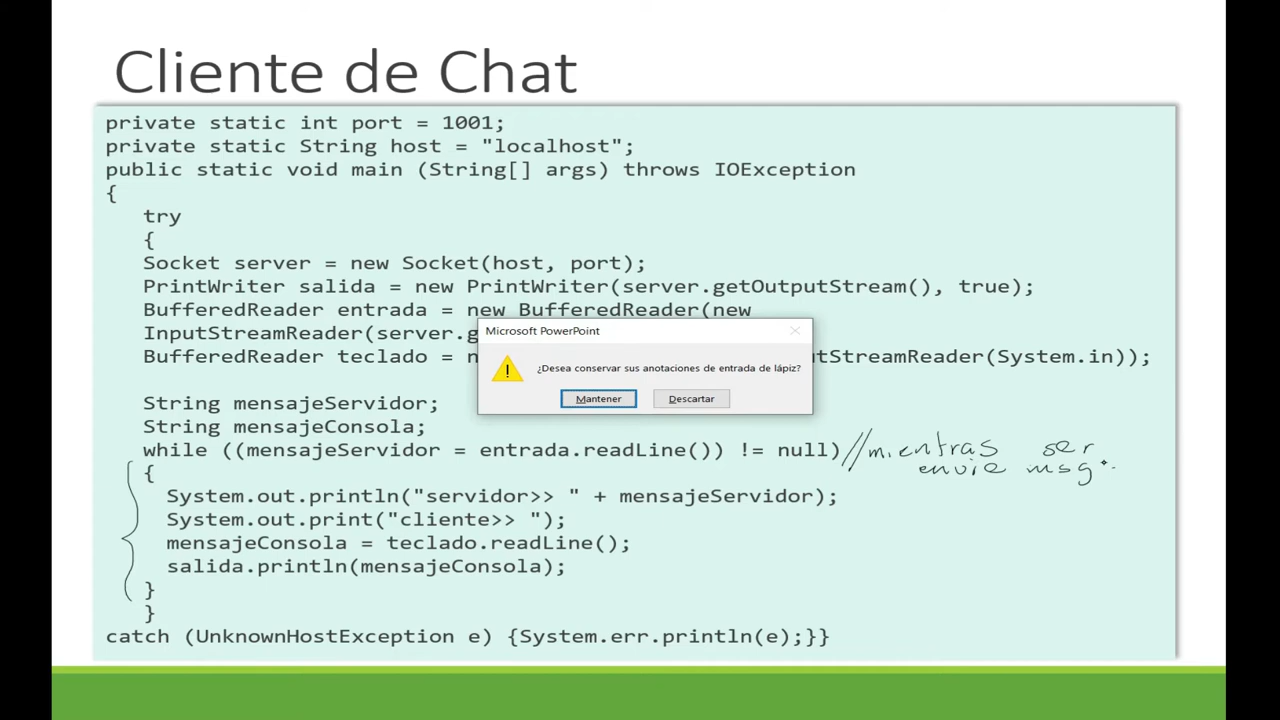 Cliente de Chat
private static int port = 1001;
private static String host = "localhost";
public static void main (String[] args) throws IOException
{
try
{
Socket server = new Socket(host, port);
PrintWriter salida = new PrintWriter(server.getOutputStream(), true);
BufferedReader entrada = new BufferedReader(new
InputStreamReader(server.g
BufferedReader teclado = n
utStreamReader(System.in));
Microsoft PowerPoint
¿Desea conservar sus anotaciones de entrada de lápiz?
Mantener
Descartar
String mensajeServidor;
String mensajeConsola;
while ((mensajeServidor = entrada.readLine()) != null)//mientras ser
envie msg.
{
System.out.println("servidor>> " + mensajeServidor);
System.out.print("cliente>> ");
mensajeConsola = teclado.readLine();
salida.println(mensajeConsola);
}
}
catch (UnknownHostException e) {System.err.println(e);}}